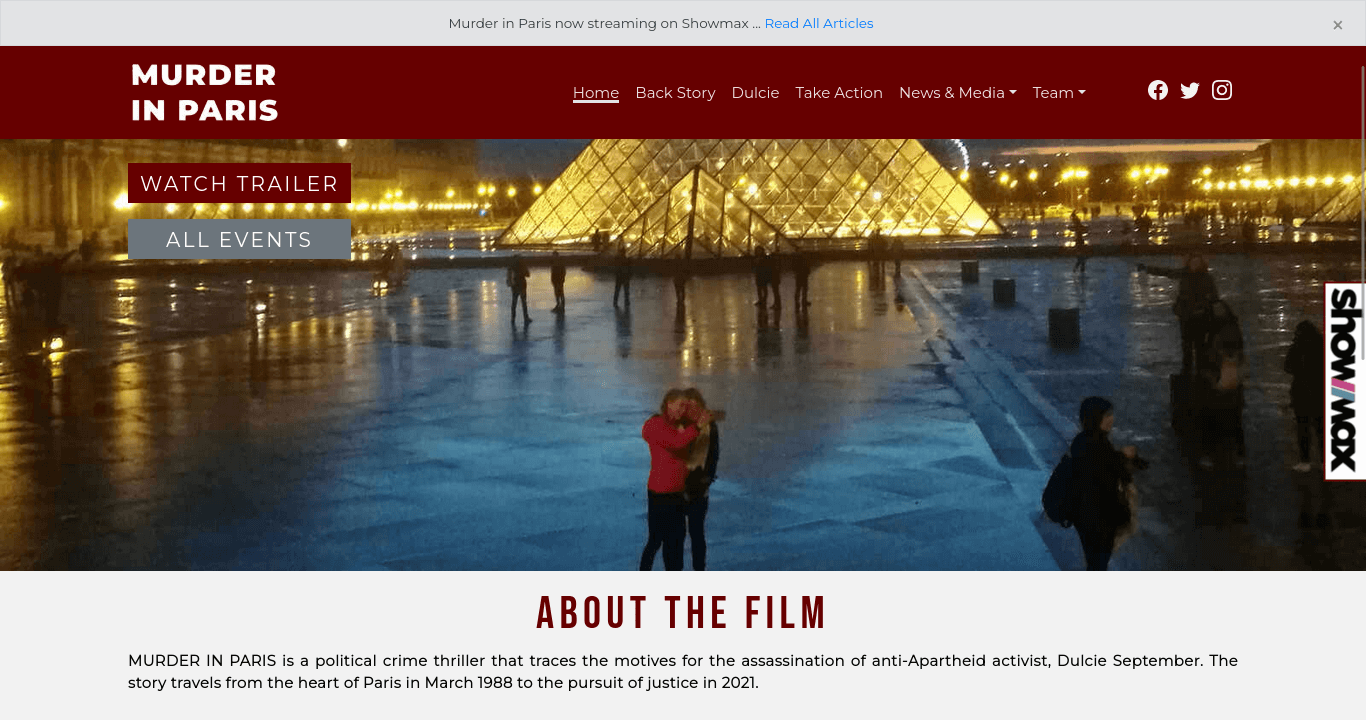 Murder in Paris now streaming on Showmax ... Read All Articles ×
MURDER
IN PARIS
Home Back Story Dulcie Take Action News & Media Team
WATCH TRAILER
ALL EVENTS
showmax
ABOUT THE FILM
MURDER IN PARIS is a political crime thriller that traces the motives for the assassination of anti-Apartheid activist, Dulcie September. The
story travels from the heart of Paris in March 1988 to the pursuit of justice in 2021.